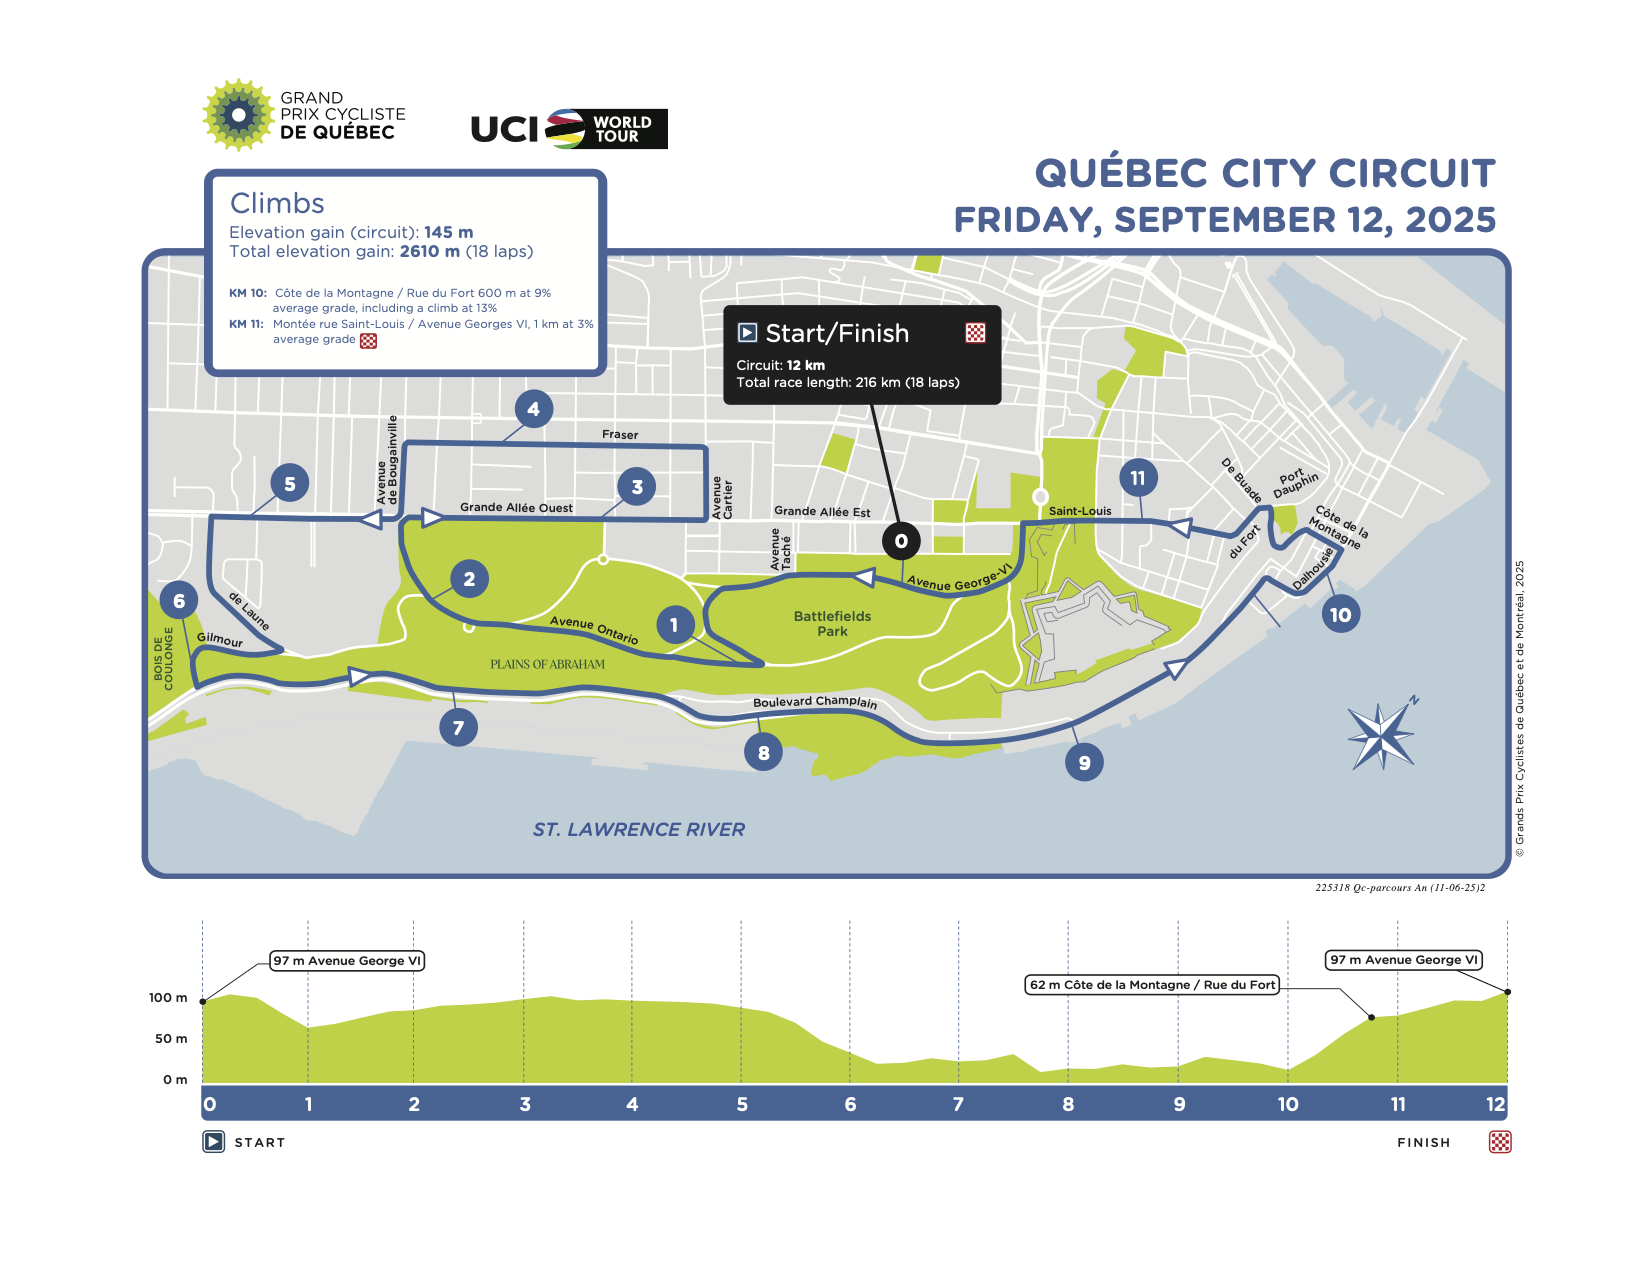 GRAND
PRIX CYCLISTE
DE QUÉBEC
UCI WORLD
TOUR
QUÉBEC CITY CIRCUIT
FRIDAY, SEPTEMBER 12, 2025
Climbs
Elevation gain (circuit): 145 m
Total elevation gain: 2610 m (18 laps)
KM 10: Côte de la Montagne / Rue du Fort 600 m at 9%
average grade, including a climb at 13%
KM 11: Montée rue Saint-Louis / Avenue Georges VI, 1 km at 3%
average grade
Start/Finish
Circuit: 12 km
Total race length: 216 km (18 laps)
4
Fraser
Avenue
de Bougainville
5
3
Grande Allée Ouest
Avenue
Cartier
Grande Allée Est
0
11
Saint-Louis
De Buade
Port
Dauphin
Côte de la
Montagne
du Fort
Dalhousie
10
Avenue
Taché
Avenue George-VI
2
6
de Laune
Gilmour
BOIS DE
COULONGE
1
Avenue Ontario
Battlefields
Park
PLAINS OF ABRAHAM
Boulevard Champlain
7
8
9
N
ST. LAWRENCE RIVER
© Grands Prix Cyclistes de Québec et de Montréal, 2025
225318 Qc-parcours An (11-06-25)2
97 m Avenue George VI
62 m Côte de la Montagne / Rue du Fort
97 m Avenue George VI
100 m
50 m
0 m
0 1 2 3 4 5 6 7 8 9 10 11 12
START
FINISH